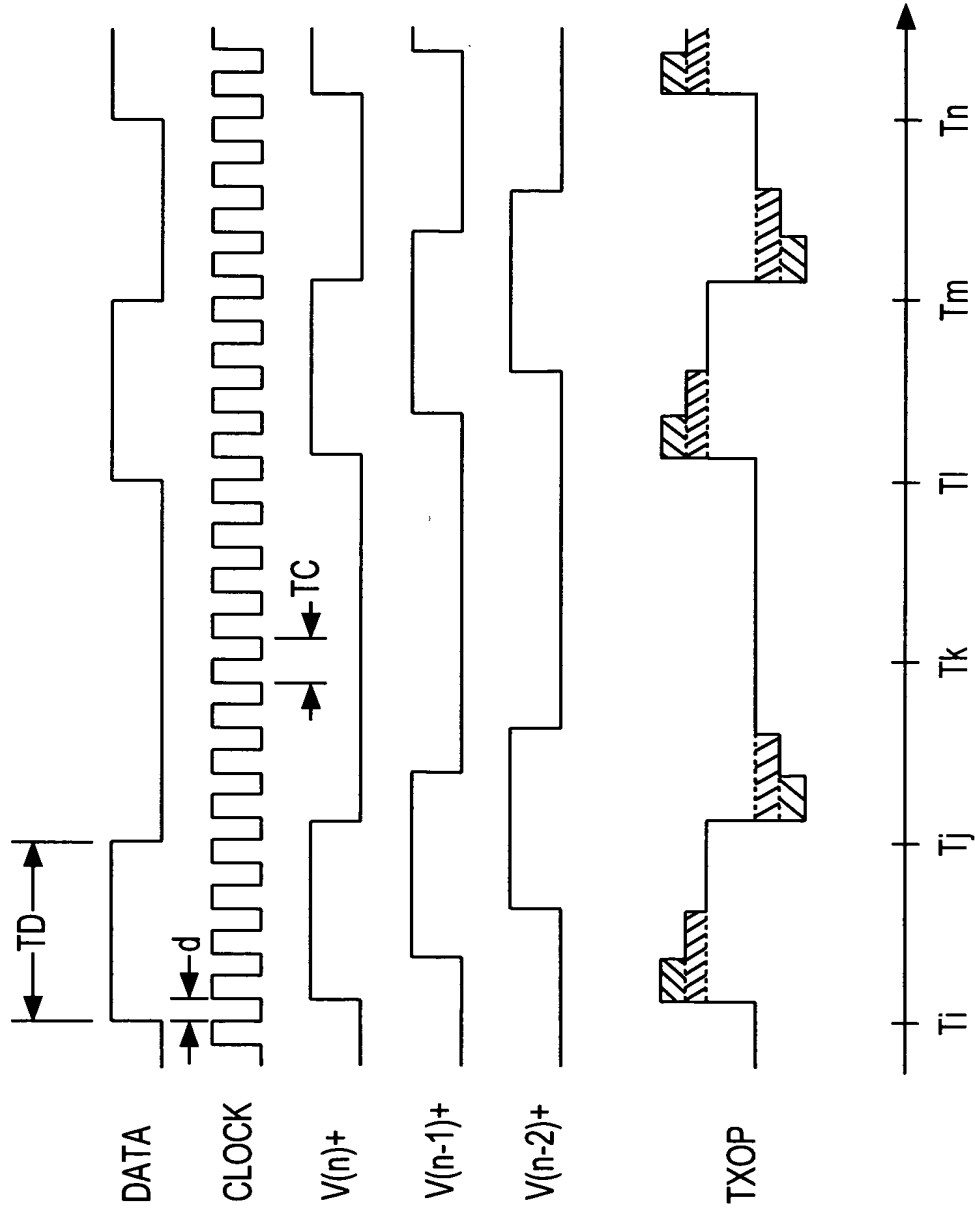 TD
DATA
d
CLOCK
TC
V(n)+
V(n-1)+
V(n-2)+
TXOP
Ti
Tj
Tk
Tl
Tm
Tn